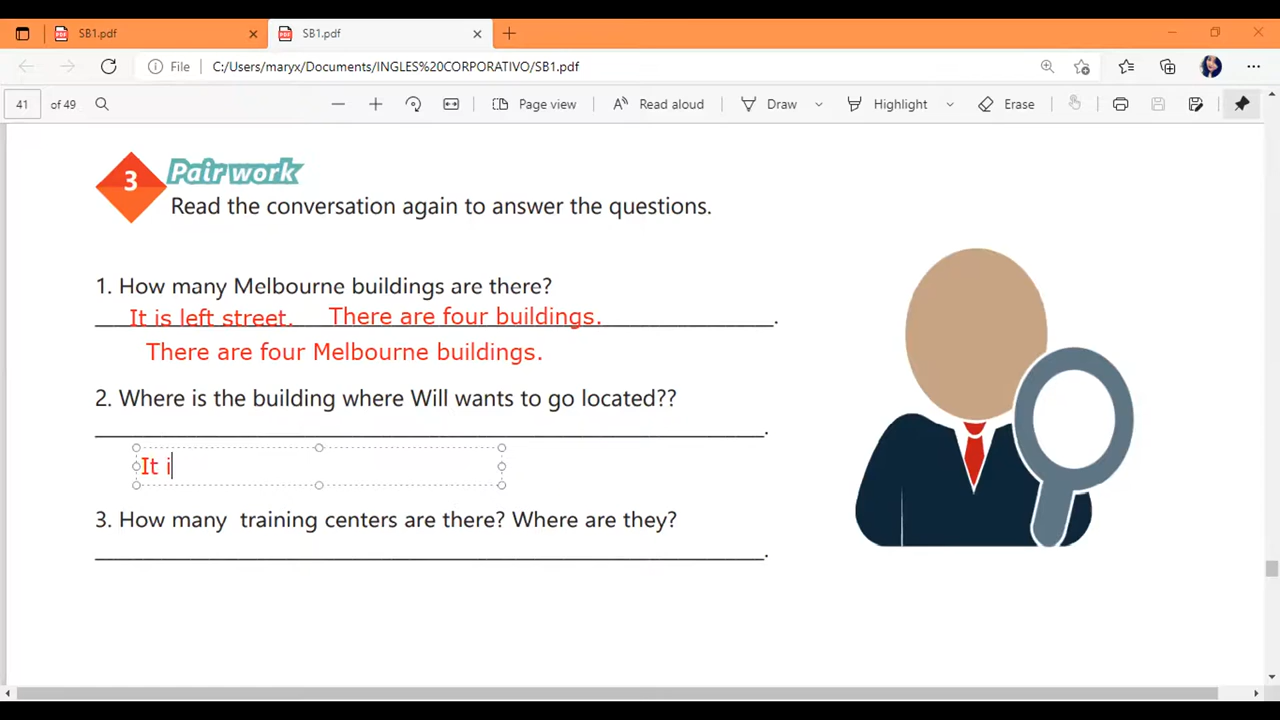 SB1.pdf SB1.pdf
File C:/Users/maryx/Documents/INGLES%20CORPORATIVO/SB1.pdf
41 of 49 Page view Read aloud Draw Highlight Erase
3 Pair work
Read the conversation again to answer the questions.
1. How many Melbourne buildings are there?
It is left street. There are four buildings.
There are four Melbourne buildings.
2. Where is the building where Will wants to go located??
It i
3. How many training centers are there? Where are they?